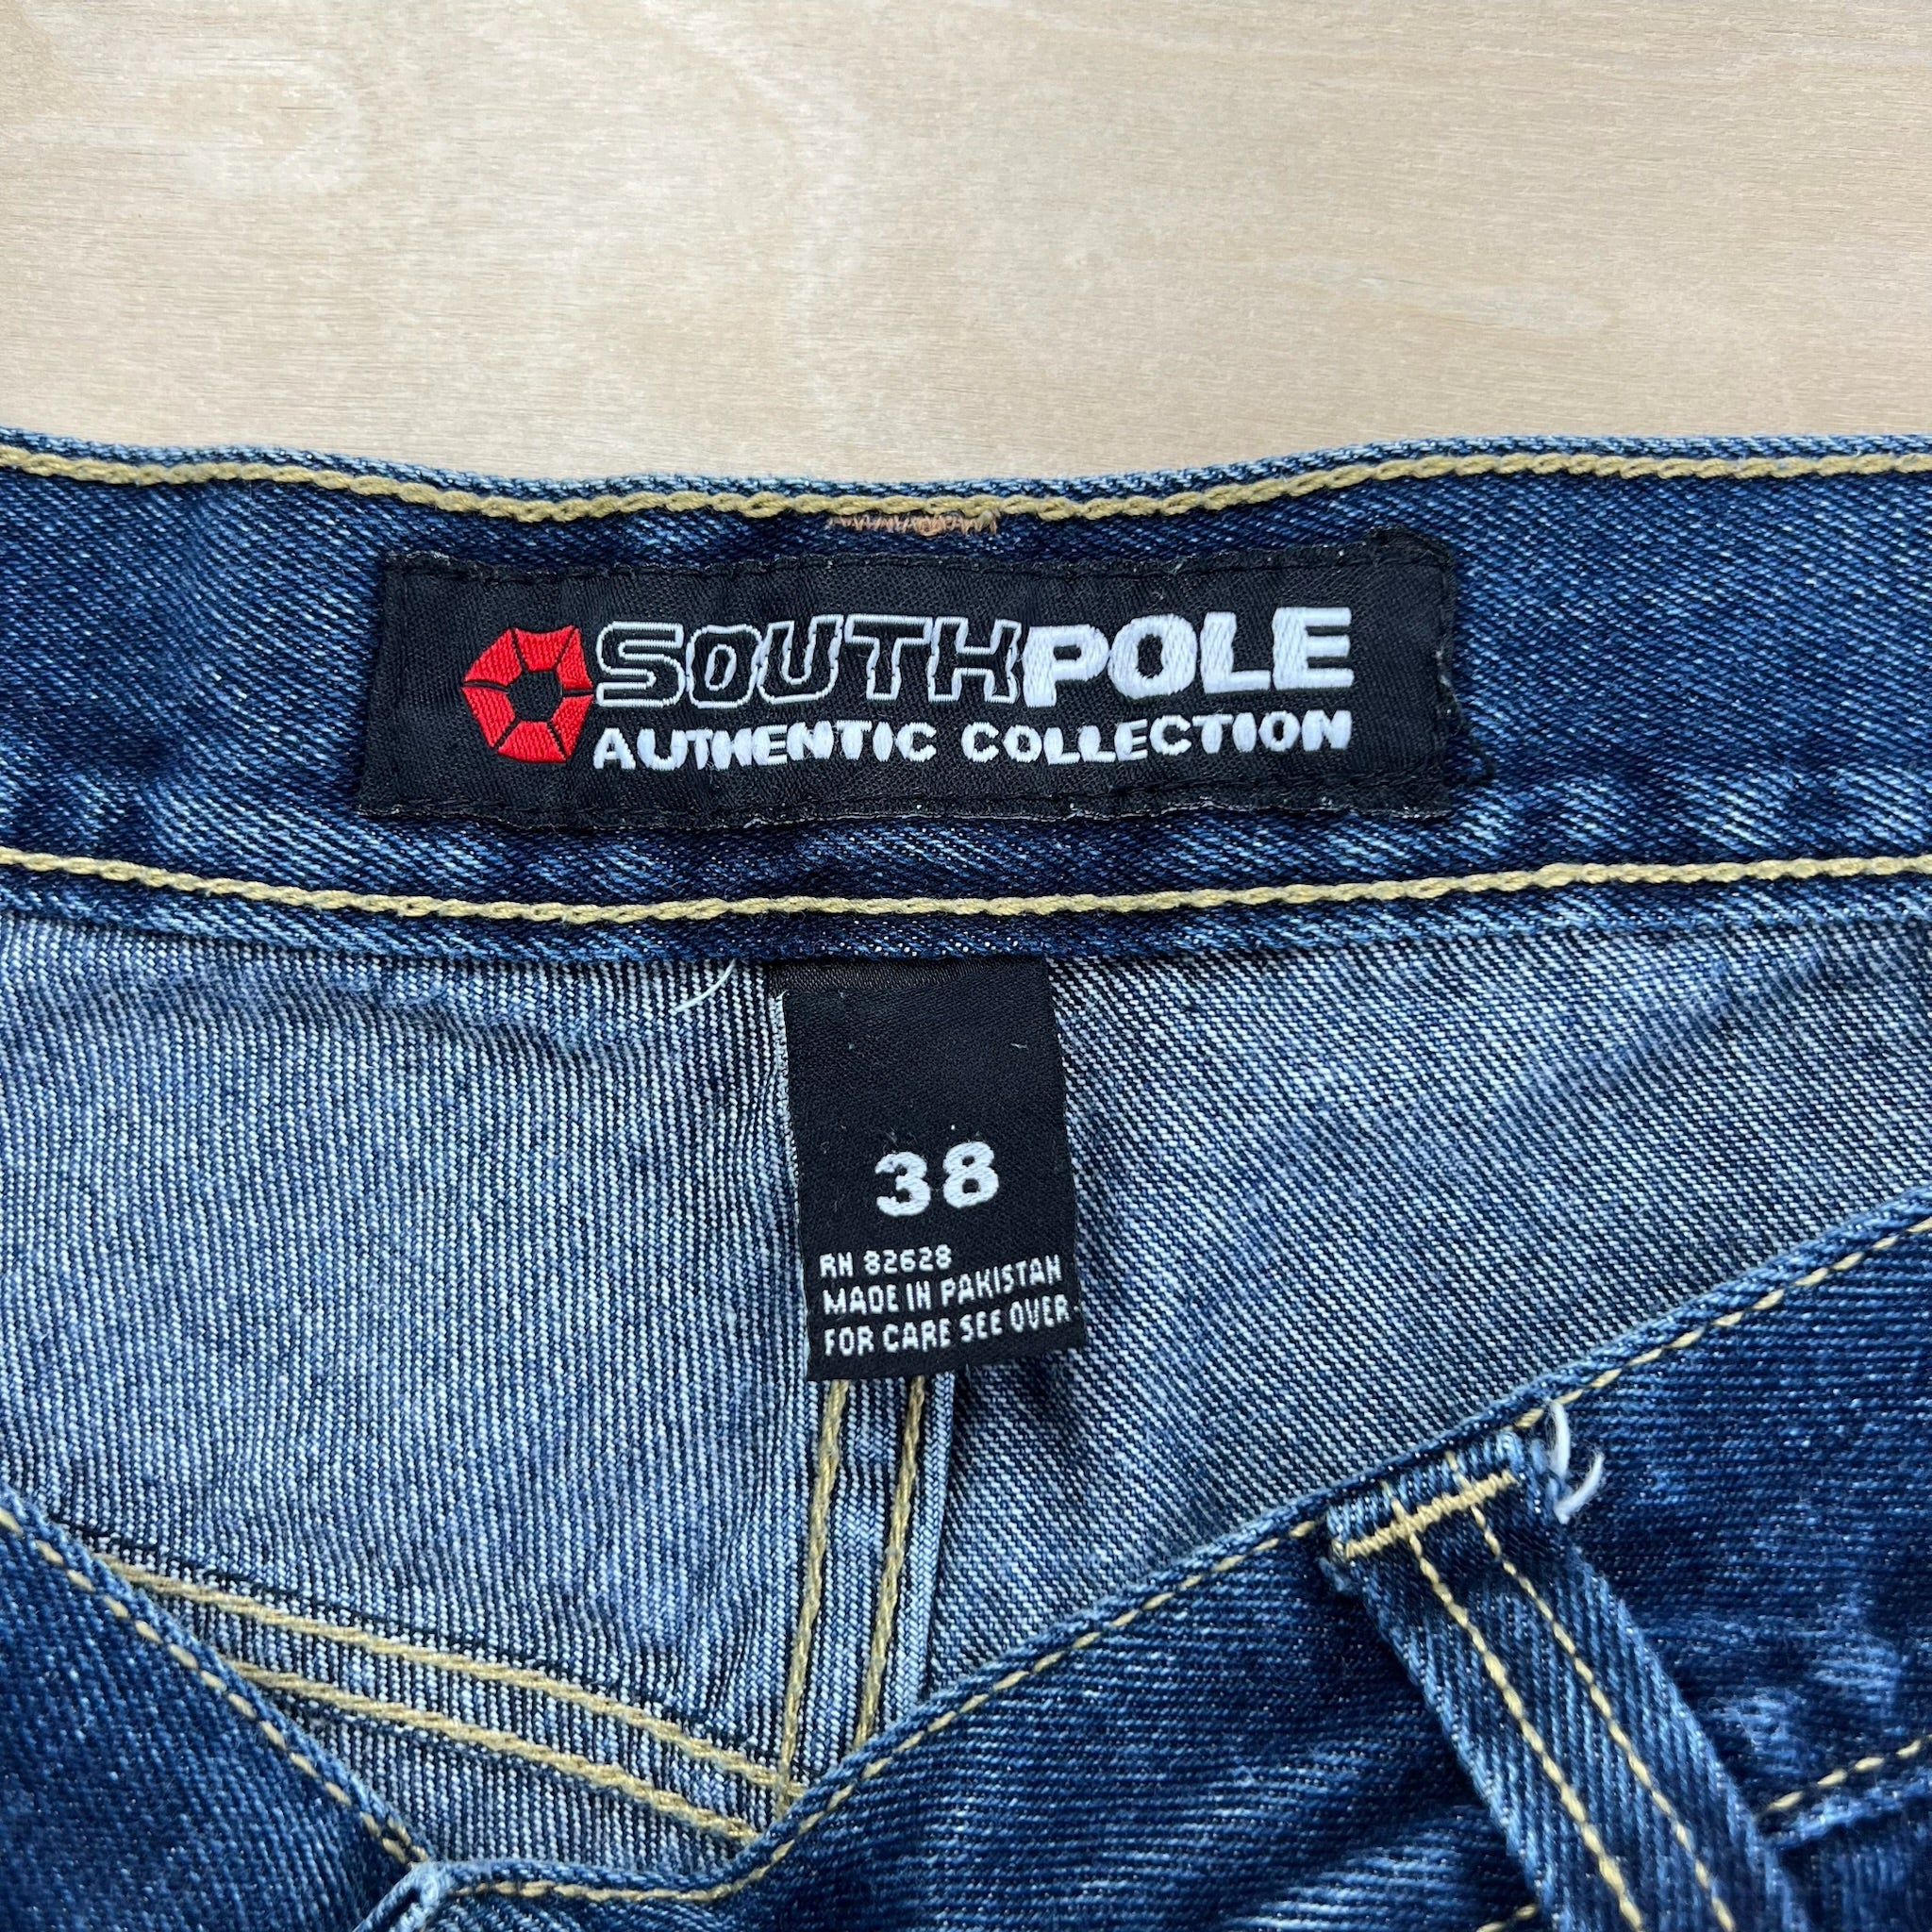 SOUTHPOLE
AUTHENTIC COLLECTION
38
RN 82628
MADE IN PAKISTAN
FOR CARE SEE OVER